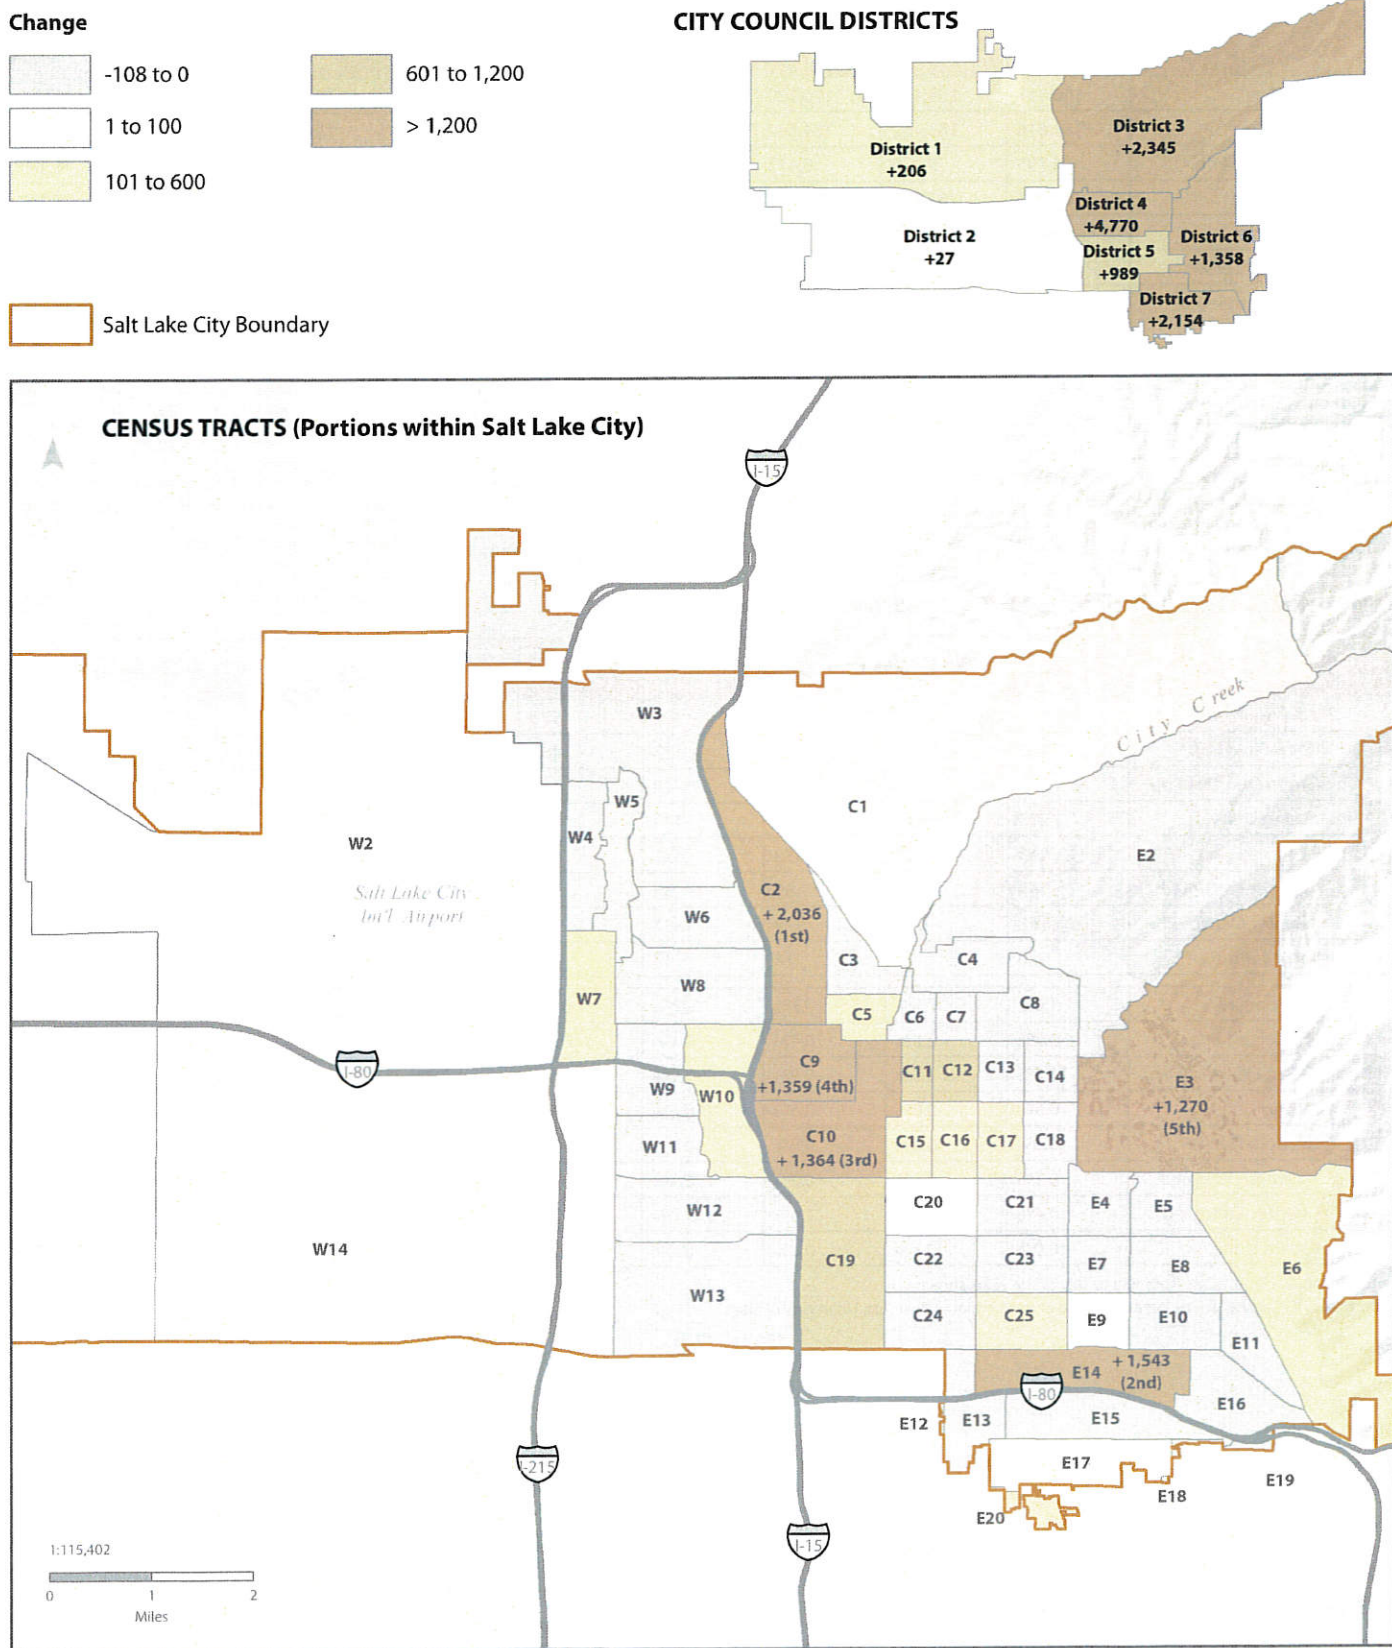 Change
CITY COUNCIL DISTRICTS
-108 to 0
601 to 1,200
1 to 100
> 1,200
101 to 600
District 3
+2,345
District 1
+206
District 4
+4,770
District 2
+27
District 6
+1,358
District 5
+989
District 7
+2,154
Salt Lake City Boundary
CENSUS TRACTS (Portions within Salt Lake City)
I-15
City Creek
W3
W5
C1
W4
W2
E2
Salt Lake City
Int'l Airport
C2
+ 2,036
(1st)
W6
C3
C4
W8
W7
C8
C5
C6
C7
I-80
C9
+1,359 (4th)
C11
C12
C13
C14
W9
W10
E3
+1,270
(5th)
C10
+ 1,364 (3rd)
C15
C16
C17
C18
W11
W12
C20
C21
E4
E5
W14
C19
C22
C23
E7
E8
E6
W13
C24
C25
E9
E10
E11
E14
+ 1,543
(2nd)
I-80
E16
E12
E13
E15
I-215
E17
E19
E18
E20
I-15
1:115,402
0
1
2
Miles